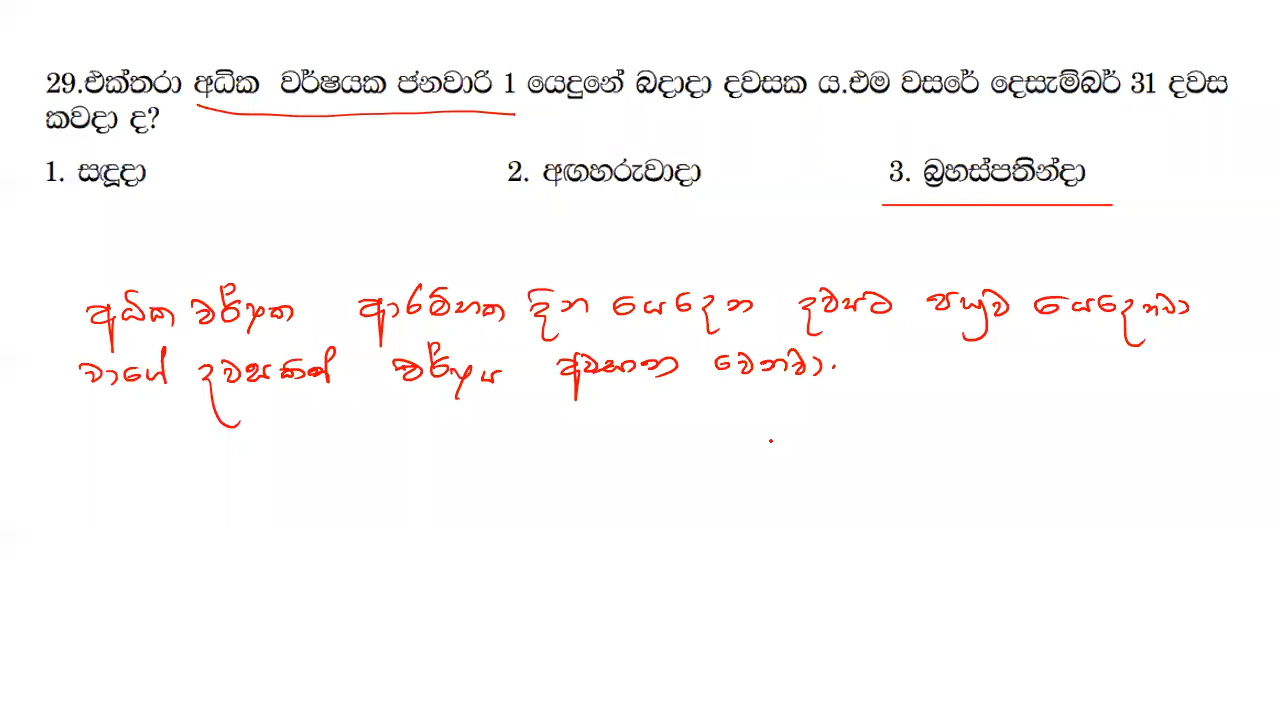 29.එක්තරා අධික වර්ෂයක ජනවාරි 1 යෙදුනේ බදාදා දවසක ය.එම වසරේ දෙසැම්බර් 31 දවස
කවදා ද?
1. සඳූදා 2. අඟහරුවාදා 3. බ්‍රහස්පතින්දා
අධික වර්ෂක ආරම්භක දින යෙදෙන දවසට පසුව යෙදෙනවා
වාගේ දවසකින් වර්ෂය අවසාන වෙනවා.